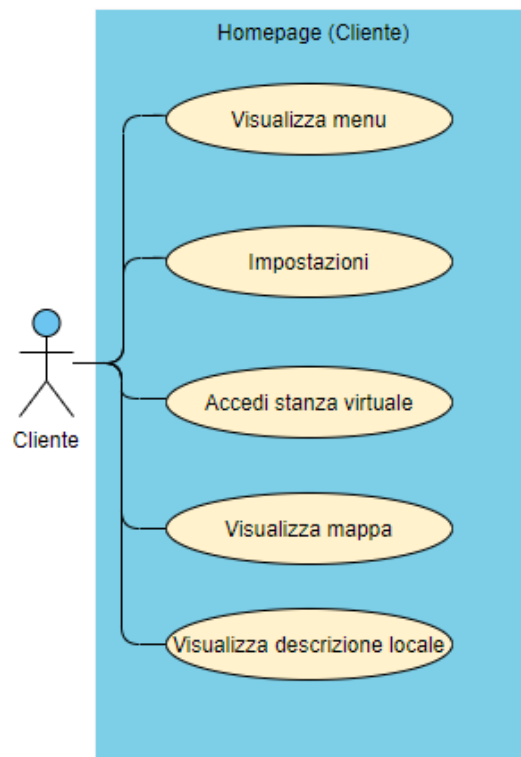 Homepage (Cliente)
Visualizza menu
Impostazioni
Accedi stanza virtuale
Cliente
Visualizza mappa
Visualizza descrizione locale